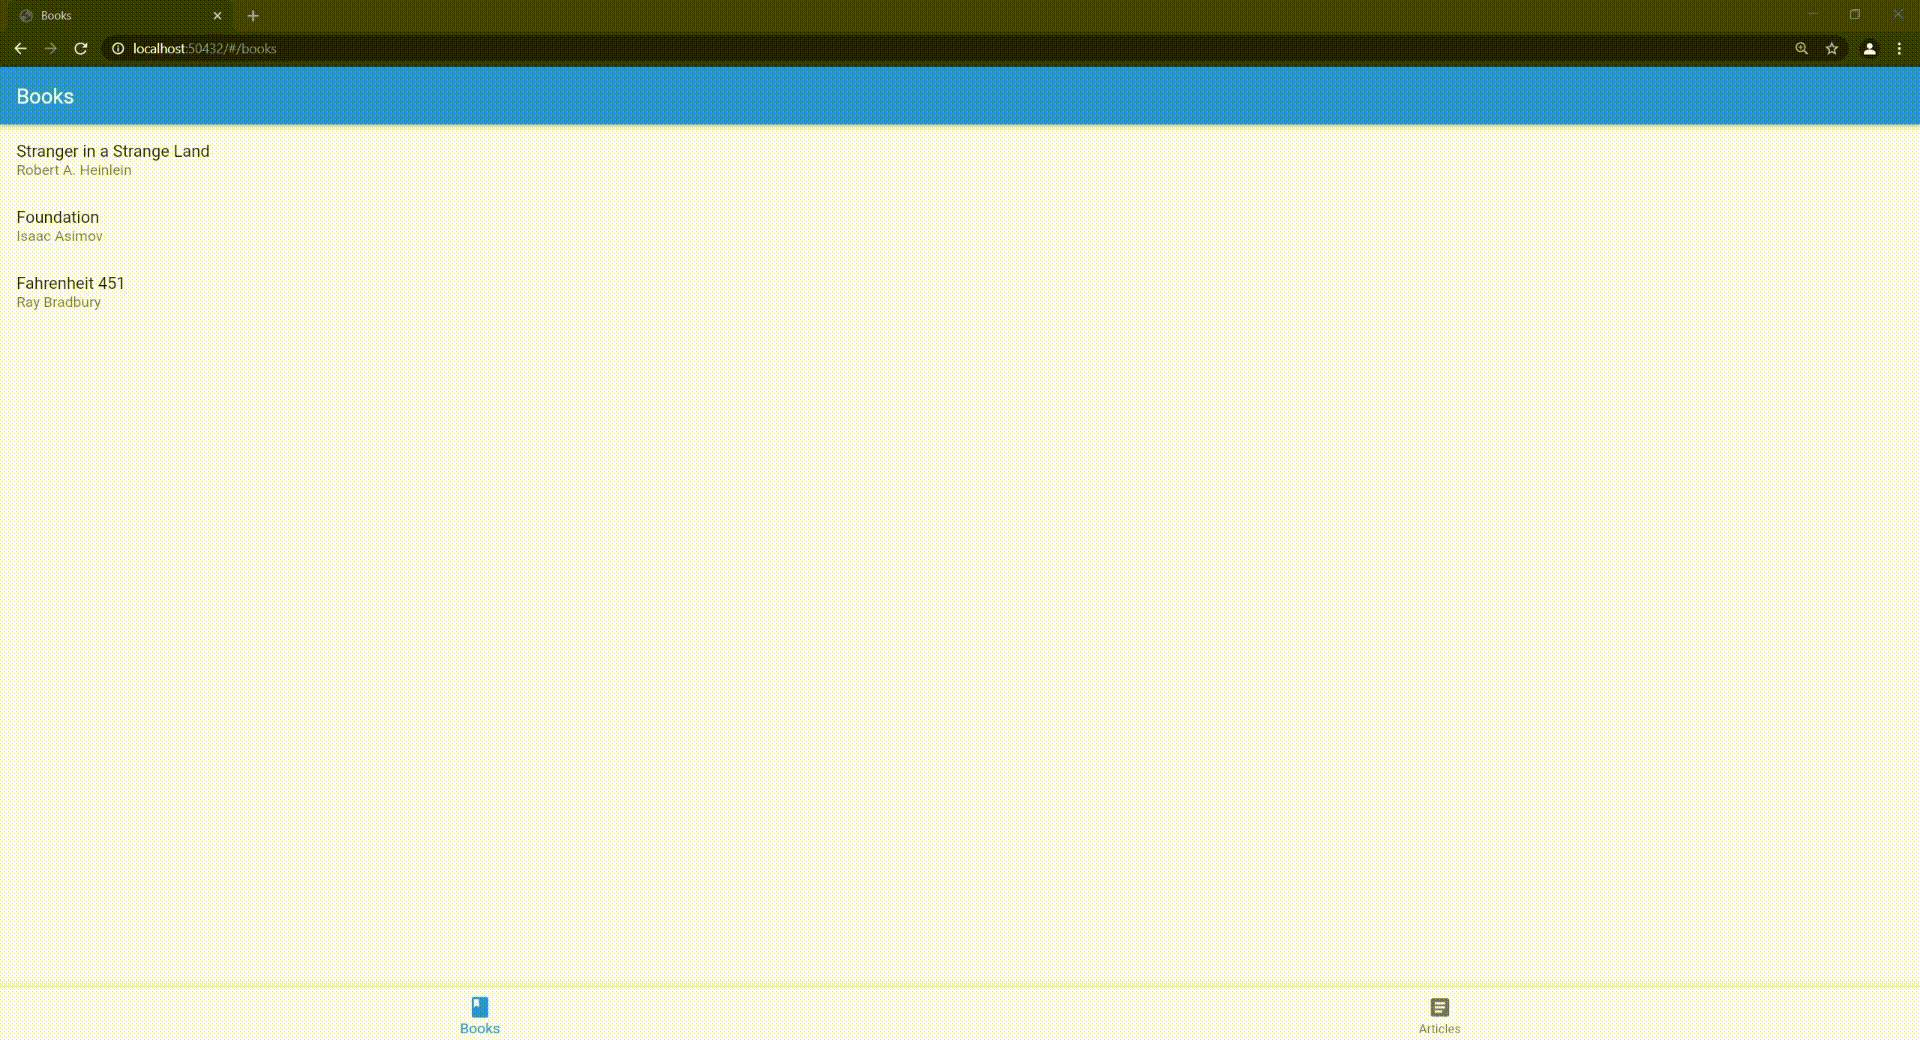 Books
localhost:50432/#/books
Books
Stranger in a Strange Land
Robert A. Heinlein
Foundation
Isaac Asimov
Fahrenheit 451
Ray Bradbury
Books
Articles